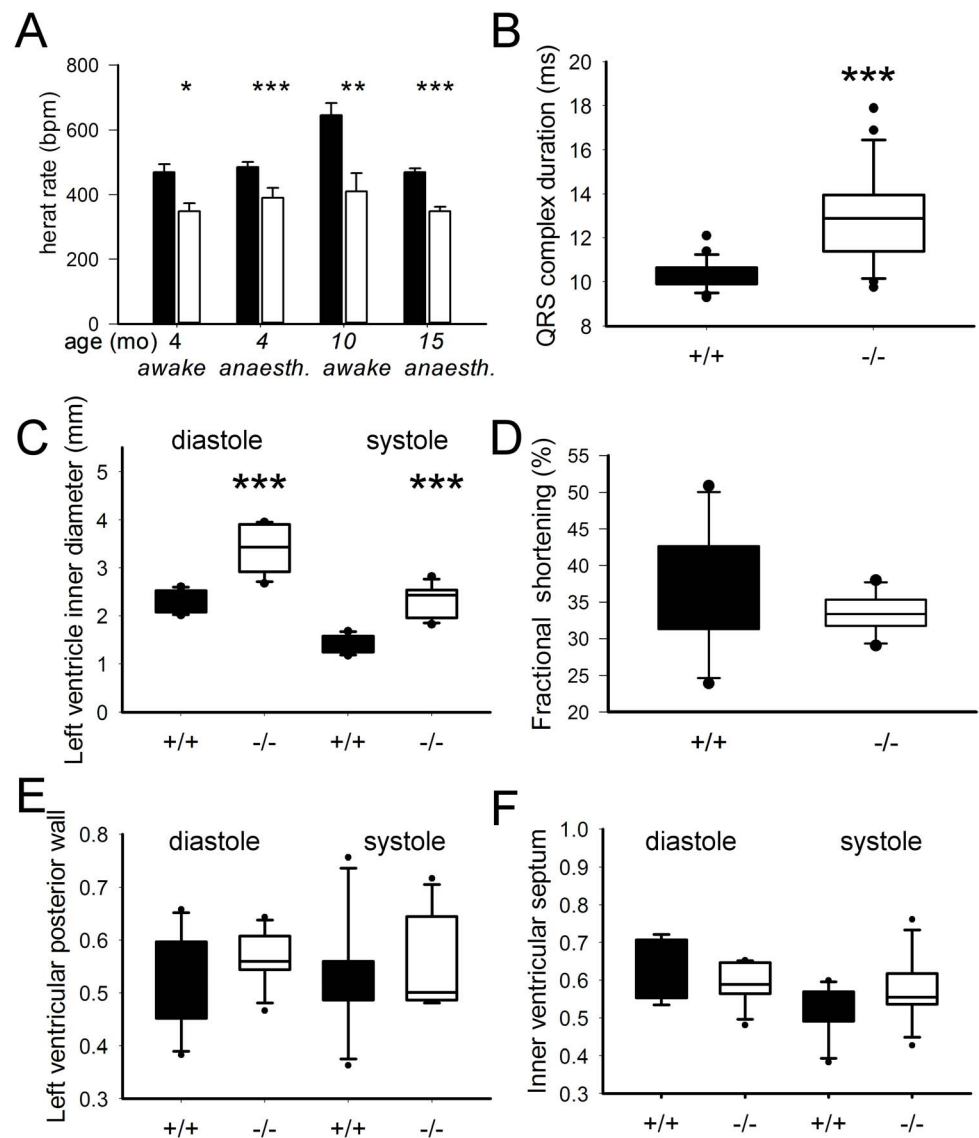 A
herat rate (bpm)
800
600
400
200
0
* *** ** ***
age (mo) 4 4 10 15
awake anaesth. awake anaesth.
B
QRS complex duration (ms)
20
18
16
14
12
10
8
***
+/+ -/-
C
Left ventricle inner diameter (mm)
diastole systole
5
4
3
2
1
0
*** ***
+/+ -/- +/+ -/-
D
Fractional shortening (%)
55
50
45
40
35
30
25
20
+/+ -/-
E
Left ventricular posterior wall
diastole systole
0.8
0.7
0.6
0.5
0.4
0.3
+/+ -/- +/+ -/-
F
Inner ventricular septum
diastole systole
1.0
0.9
0.8
0.7
0.6
0.5
0.4
0.3
+/+ -/- +/+ -/-